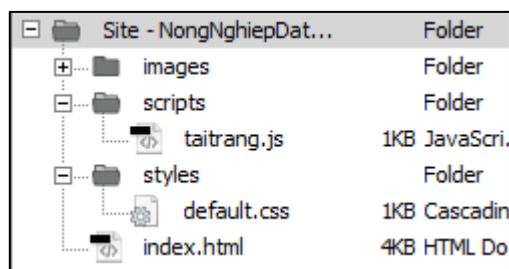 Site - NongNghiepDat... Folder
images Folder
scripts Folder
taitrang.js 1KB JavaScri.
styles Folder
default.css 1KB Cascadin
index.html 4KB HTML Do